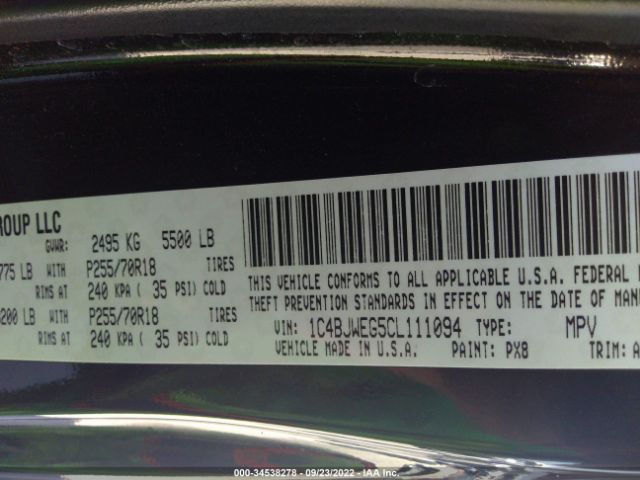 ROUP LLC
GVWR: 2495 KG 5500 LB
775 LB WITH P255/70R18 TIRES
RIMS AT 240 KPA ( 35 PSI) COLD
200 LB WITH P255/70R18 TIRES
RIMS AT 240 KPA ( 35 PSI) COLD
THIS VEHICLE CONFORMS TO ALL APPLICABLE U.S.A. FEDERAL
THEFT PREVENTION STANDARDS IN EFFECT ON THE DATE OF MAN
VIN: 1C4BJWEG5CL111094 TYPE: MPV
VEHICLE MADE IN U.S.A. PAINT: PX8 TRIM: A
000-34538278 - 09/23/2022 - IAA Inc.